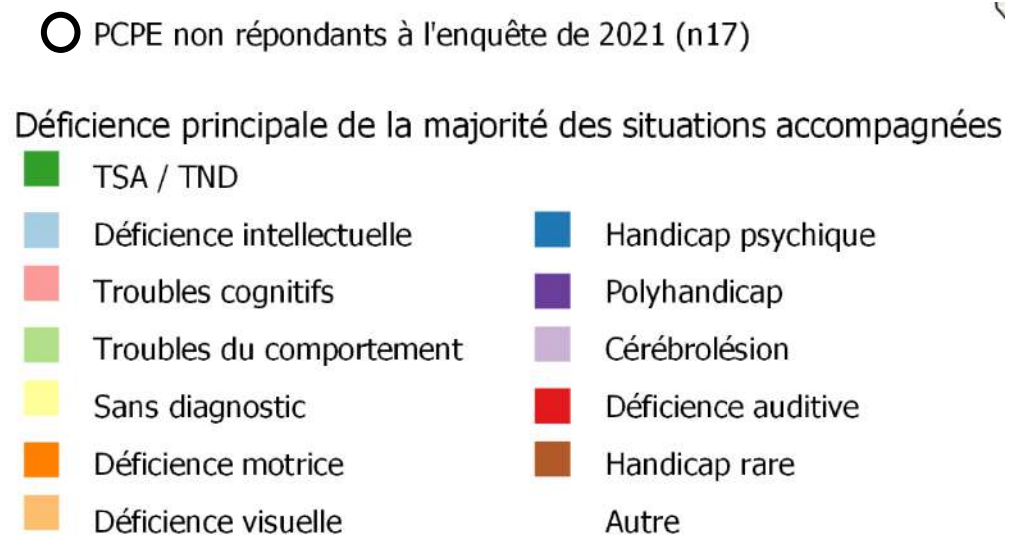 PCPE non répondants à l'enquête de 2021 (n17)
Déficience principale de la majorité des situations accompagnées
TSA / TND
Déficience intellectuelle
Troubles cognitifs
Troubles du comportement
Sans diagnostic
Déficience motrice
Déficience visuelle
Handicap psychique
Polyhandicap
Cérébrolésion
Déficience auditive
Handicap rare
Autre